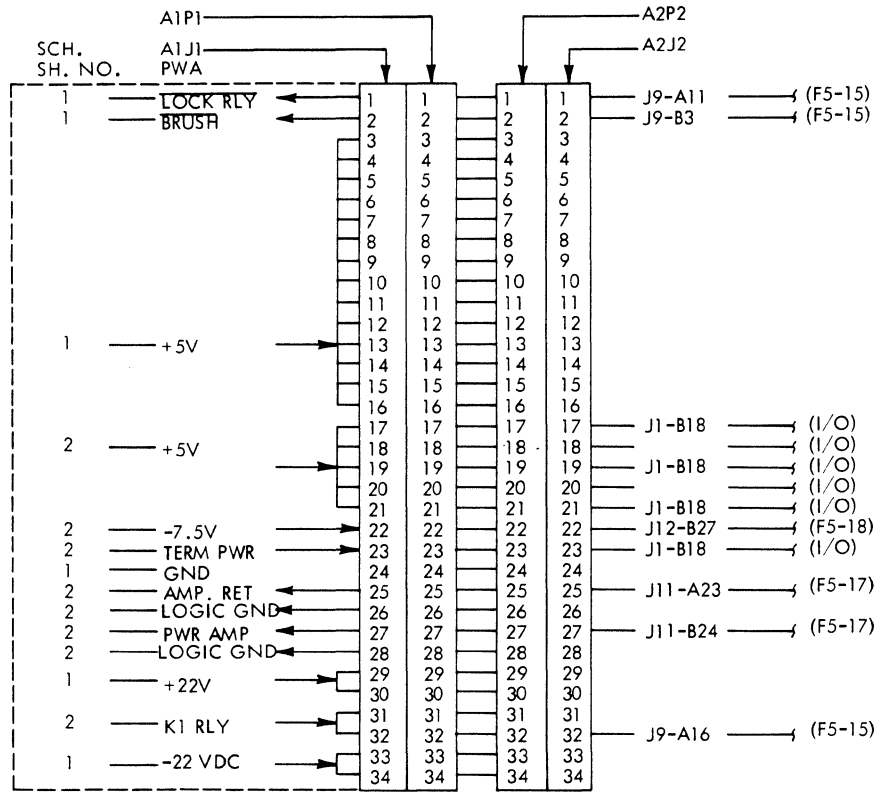 A1P1 A2P2
SCH. A1J1 A2J2
SH. NO. PWA
1 LOCK RLY 1 1 1 1 J9-A11 (F5-15)
1 BRUSH 2 2 2 2 J9-B3 (F5-15)
3 3 3 3
4 4 4 4
5 5 5 5
6 6 6 6
7 7 7 7
8 8 8 8
9 9 9 9
10 10 10 10
11 11 11 11
12 12 12 12
1 +5V 13 13 13 13
14 14 14 14
15 15 15 15
16 16 16 16
17 17 17 17 J1-B18 (I/O)
2 +5V 18 18 18 18 (I/O)
19 19 19 19 J1-B18 (I/O)
20 20 20 20 (I/O)
21 21 21 21 J1-B18 (I/O)
2 -7.5V 22 22 22 22 J12-B27 (F5-18)
2 TERM PWR 23 23 23 23 J1-B18 (I/O)
1 GND 24 24 24 24
2 AMP. RET 25 25 25 25 J11-A23 (F5-17)
2 LOGIC GND 26 26 26 26
2 PWR AMP 27 27 27 27 J11-B24 (F5-17)
2 LOGIC GND 28 28 28 28
1 +22V 29 29 29 29
30 30 30 30
2 K1 RLY 31 31 31 31
32 32 32 32 J9-A16 (F5-15)
1 -22 VDC 33 33 33 33
34 34 34 34